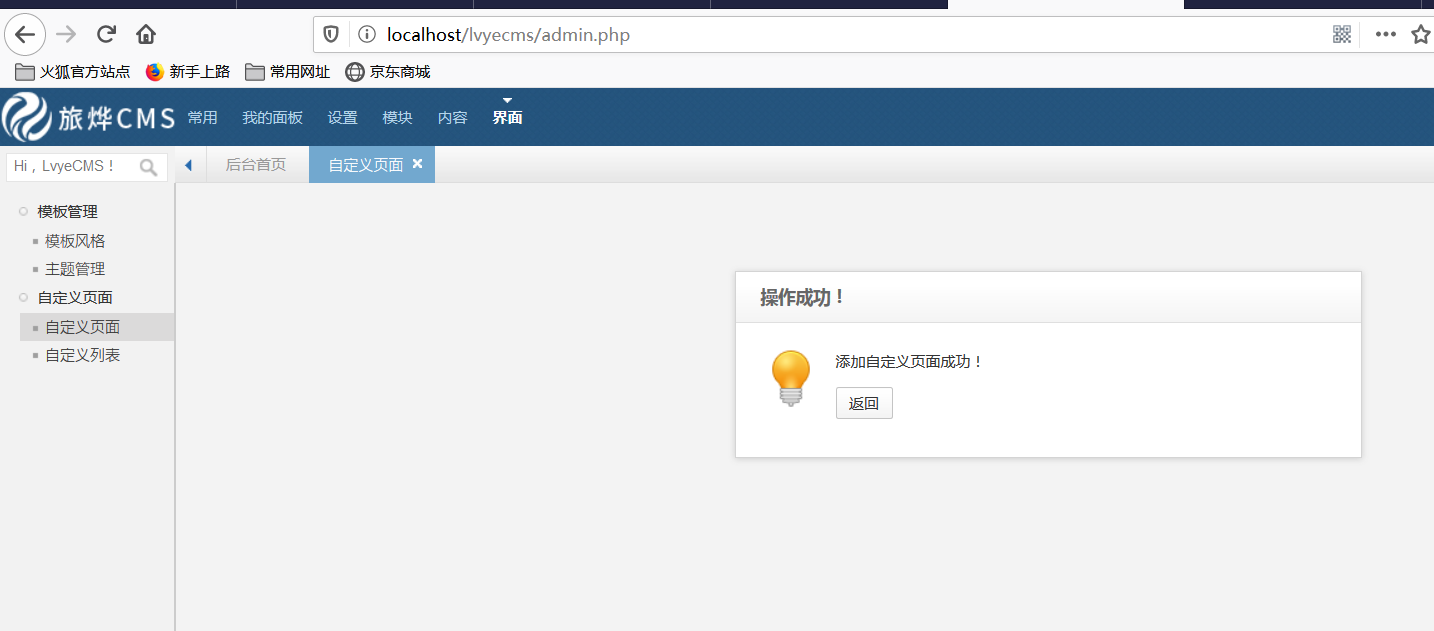 localhost/lvyecms/admin.php
火狐官方站点 新手上路 常用网址 京东商城
旅烨CMS 常用 我的面板 设置 模块 内容 界面
Hi，LvyeCMS！ 后台首页 自定义页面
模板管理
模板风格
主题管理
自定义页面
自定义页面
自定义列表
操作成功！
添加自定义页面成功！
返回